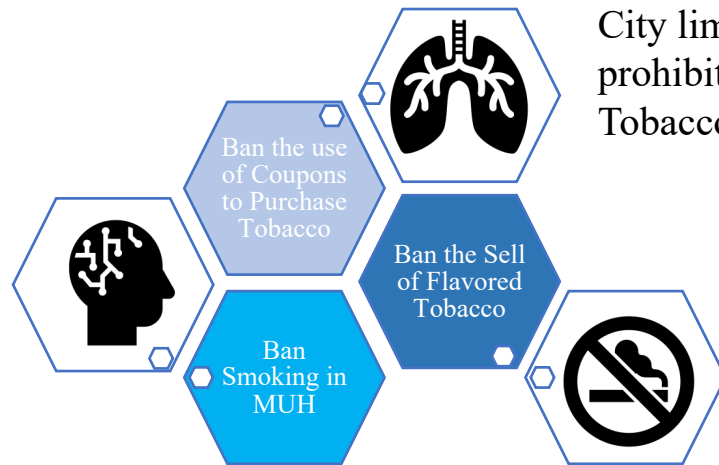 City
prohibit
Tobacco
Ban the use
of Coupons
to Purchase
Tobacco
Ban the Sell
of Flavored
Tobacco
Ban
Smoking in
MUH